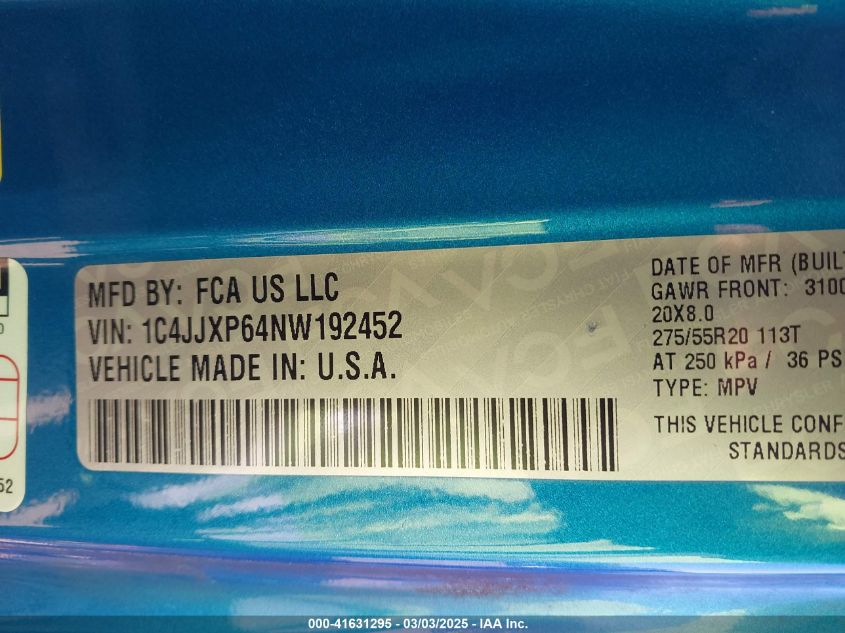 MFD BY: FCA US LLC
VIN: 1C4JJXP64NW192452
VEHICLE MADE IN: U.S.A.
DATE OF MFR (BUILT
GAWR FRONT: 3100
20X8.0
275/55R20 113T
AT 250 kPa / 36 PS
TYPE: MPV
THIS VEHICLE CONF
STANDARDS
52
000-41631295 - 03/03/2025 - IAA Inc.